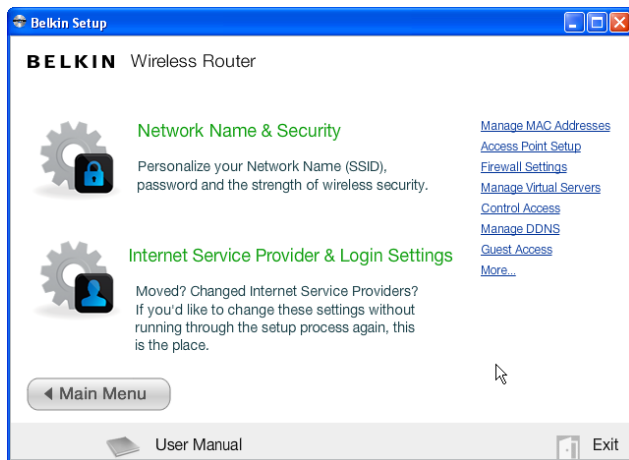 Belkin Setup
BELKIN Wireless Router
Network Name & Security
Personalize your Network Name (SSID),
password and the strength of wireless security.
Internet Service Provider & Login Settings
Moved? Changed Internet Service Providers?
If you'd like to change these settings without
running through the setup process again, this
is the place.
Manage MAC Addresses
Access Point Setup
Firewall Settings
Manage Virtual Servers
Control Access
Manage DDNS
Guest Access
More...
Main Menu
User Manual
Exit